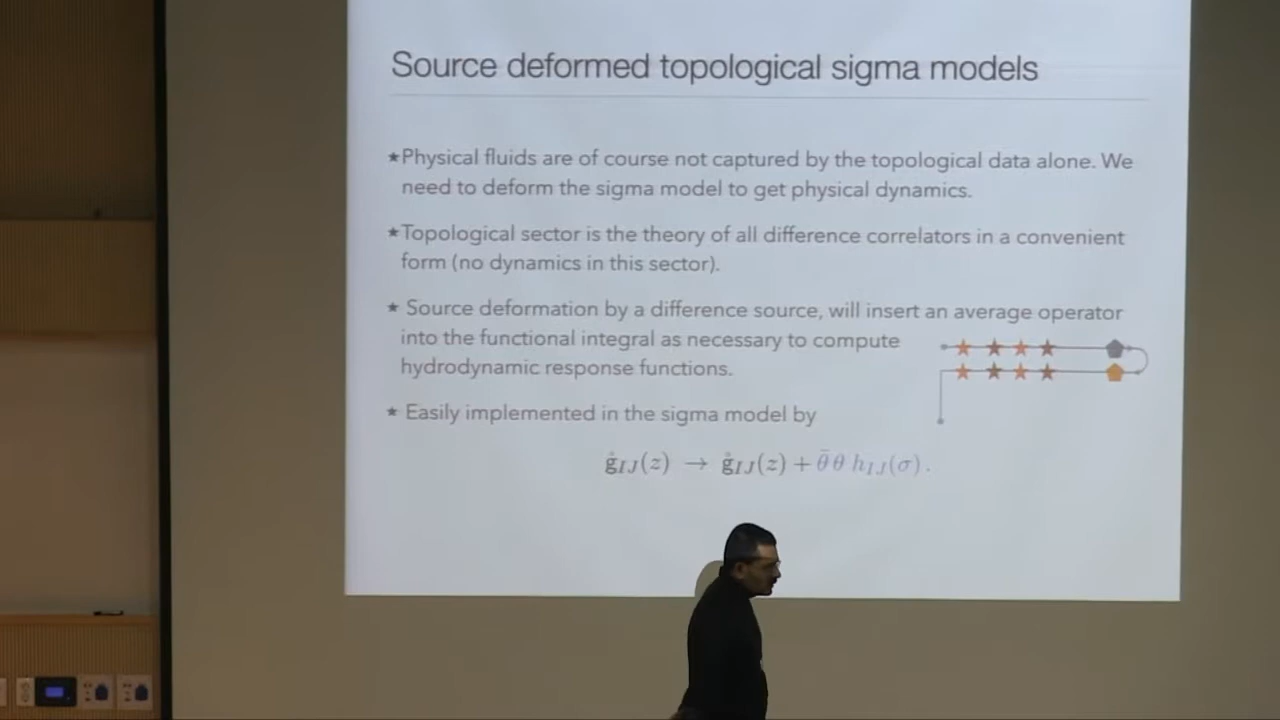 Source deformed topological sigma models
★Physical fluids are of course not captured by the topological data alone. We
need to deform the sigma model to get physical dynamics.
★Topological sector is the theory of all difference correlators in a convenient
form (no dynamics in this sector).
★ Source deformation by a difference source, will insert an average operator
into the functional integral as necessary to compute
hydrodynamic response functions.
★ Easily implemented in the sigma model by
g̊_{IJ}(z) → g̊_{IJ}(z) + θ̄ θ h_{IJ}(σ).